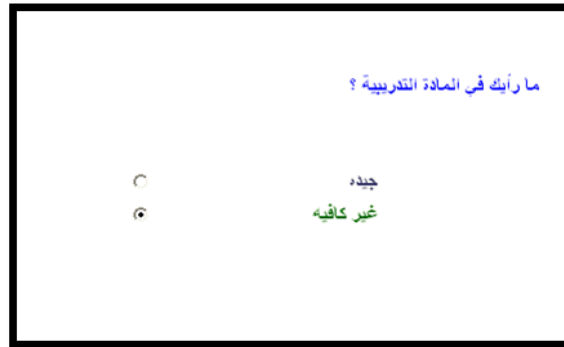 ما رأيك في المادة التدريبية ؟
جيده
غير كافيه